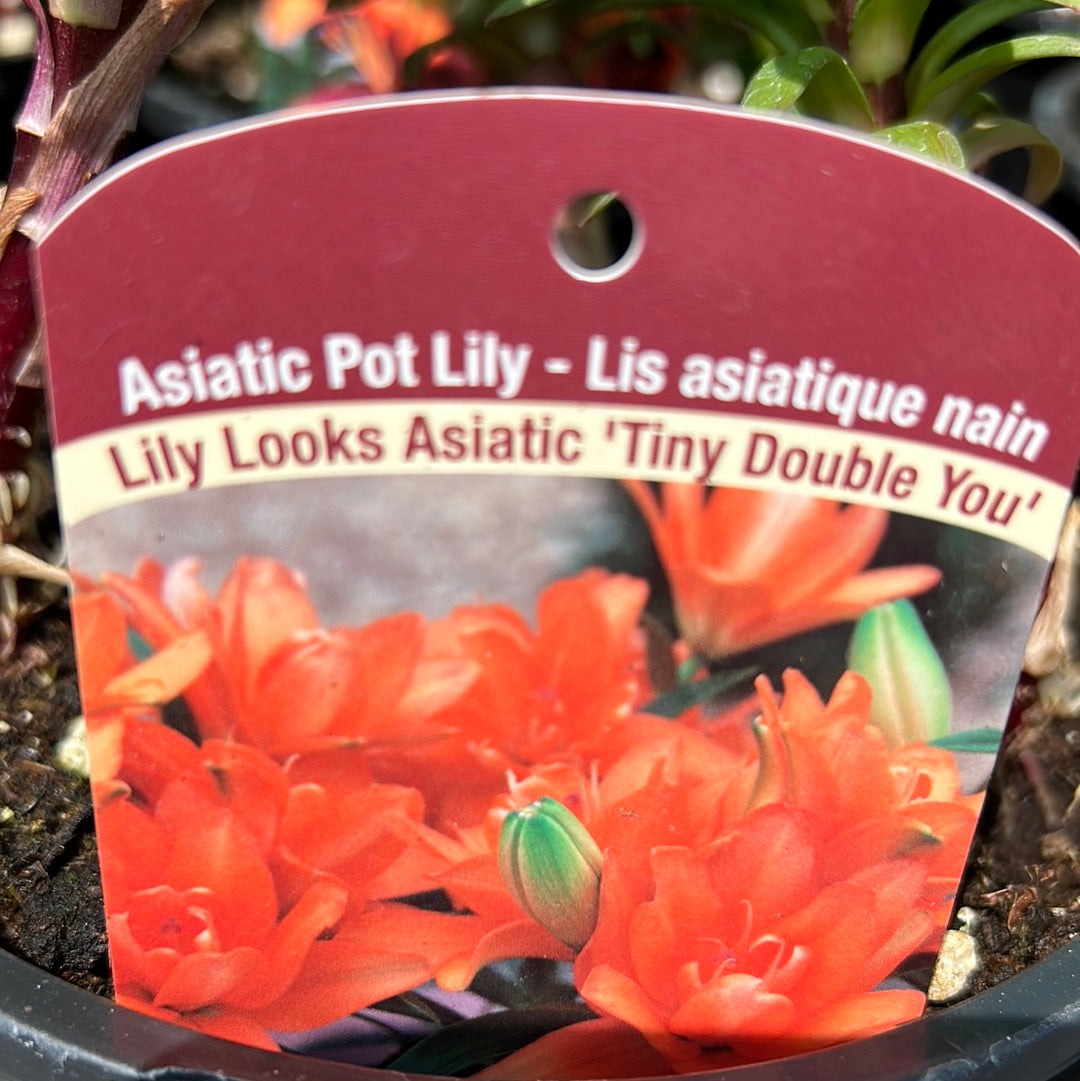 Asiatic Pot Lily - Lis asiatique nain
Lily Looks Asiatic 'Tiny Double You'